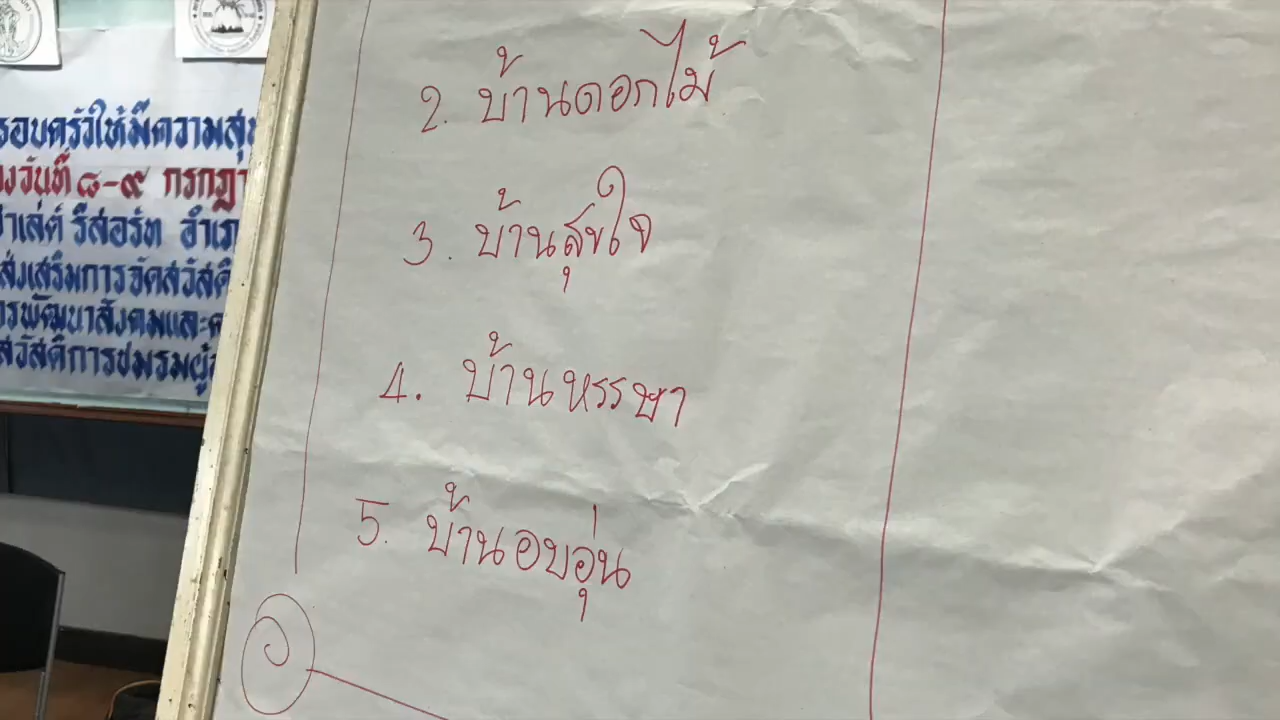 รอบครัวให้มีความสุ
วันที่ ๘-๙ กรกฎา
เล่ต์ รีสอร์ท อำเภ
ส่งเสริมการจัดสวัสดิ
ารพัฒนาสังคมและค
สวัสดิการชมรมผู้
2. บ้านดอกไม้
3. บ้านสุขใจ
4. บ้านหรรษา
5. บ้านอบอุ่น